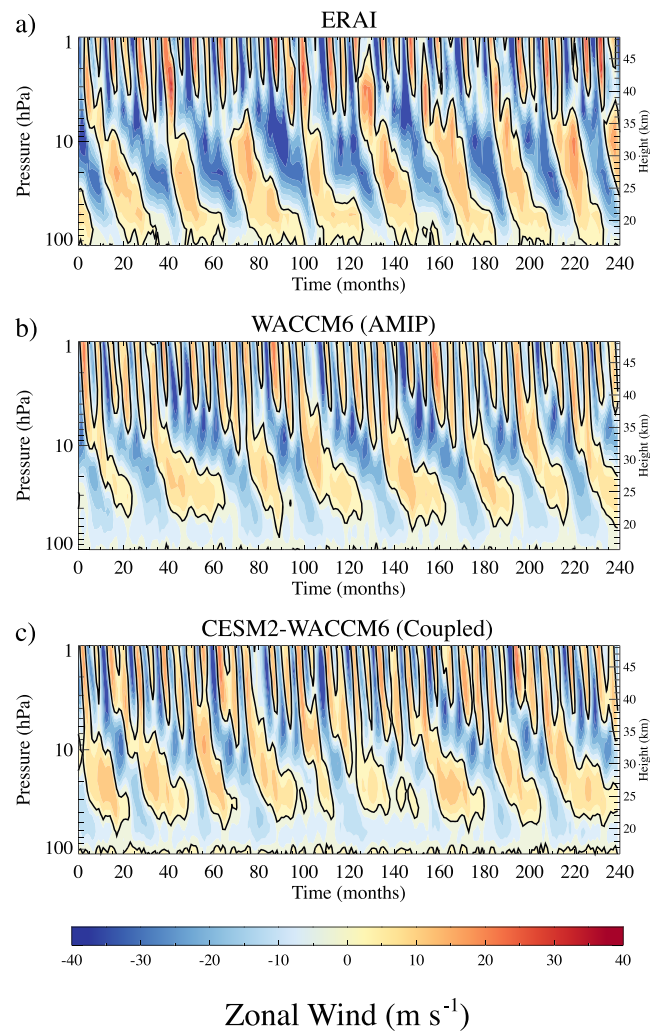 a)
ERAI
1
10
100
Pressure (hPa)
45
40
35
30
25
20
Height (km)
0 20 40 60 80 100 120 140 160 180 200 220 240
Time (months)
b)
WACCM6 (AMIP)
1
10
100
Pressure (hPa)
45
40
35
30
25
20
Height (km)
0 20 40 60 80 100 120 140 160 180 200 220 240
Time (months)
c)
CESM2-WACCM6 (Coupled)
1
10
100
Pressure (hPa)
45
40
35
30
25
20
Height (km)
0 20 40 60 80 100 120 140 160 180 200 220 240
Time (months)
-40 -30 -20 -10 0 10 20 30 40
Zonal Wind (m s⁻¹)